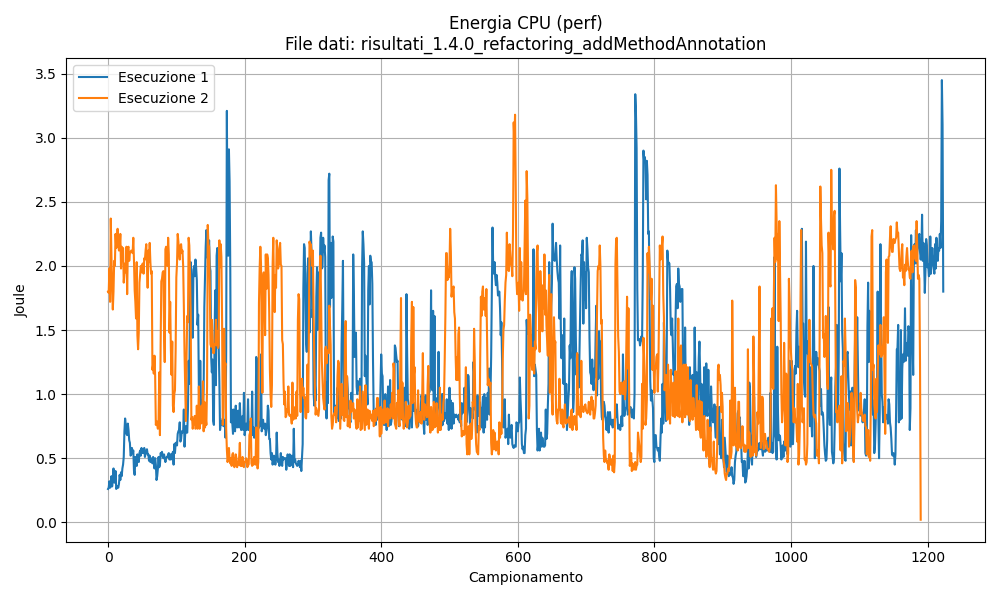 Energia CPU (perf)
File dati: risultati_1.4.0_refactoring_addMethodAnnotation
Esecuzione 1
Esecuzione 2
Joule
3.5
3.0
2.5
2.0
1.5
1.0
0.5
0.0
0 200 400 600 800 1000 1200
Campionamento